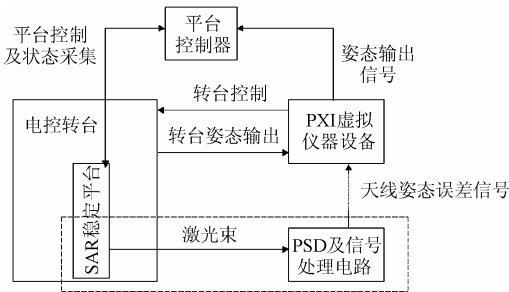 平台控制
及状态采集
平台
控制器
姿态输出
信号
转台控制
电控转台
转台姿态输出
PXI虚拟
仪器设备
SAR稳定平台
天线姿态误差信号
激光束
PSD及信号
处理电路